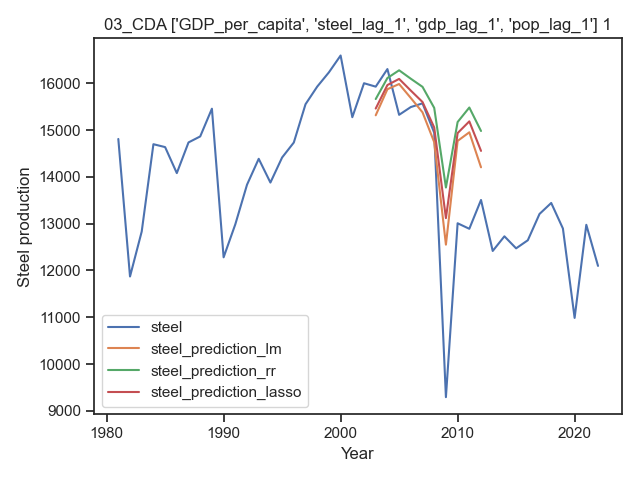 03_CDA ['GDP_per_capita', 'steel_lag_1', 'gdp_lag_1', 'pop_lag_1'] 1
16000
15000
14000
13000
12000
11000
10000
9000
Steel production
steel
steel_prediction_lm
steel_prediction_rr
steel_prediction_lasso
1980 1990 2000 2010 2020
Year